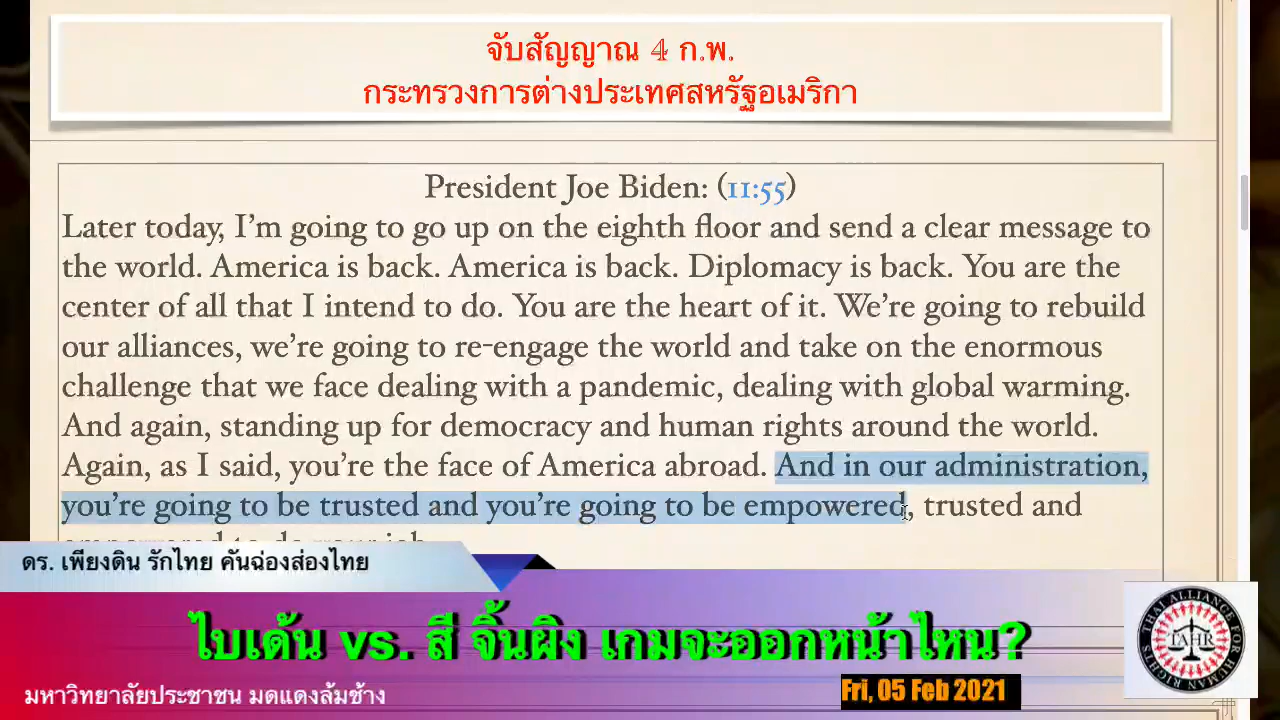 จับสัญญาณ 4 ก.พ.
กระทรวงการต่างประเทศสหรัฐอเมริกา
President Joe Biden: (11:55)
Later today, I’m going to go up on the eighth floor and send a clear message to
the world. America is back. America is back. Diplomacy is back. You are the
center of all that I intend to do. You are the heart of it. We’re going to rebuild
our alliances, we’re going to re-engage the world and take on the enormous
challenge that we face dealing with a pandemic, dealing with global warming.
And again, standing up for democracy and human rights around the world.
Again, as I said, you’re the face of America abroad. And in our administration,
you’re going to be trusted and you’re going to be empowered, trusted and
empowered to do your job.
ดร. เพียงดิน รักไทย คันฉ่องส่องไทย
ไบเด้น vs. สี จิ้นผิง เกมจะออกหน้าไหน?
THAI ALLIANCE FOR HUMAN RIGHTS
TAHR
มหาวิทยาลัยประชาชน มดแดงล้มช้าง
Fri, 05 Feb 2021